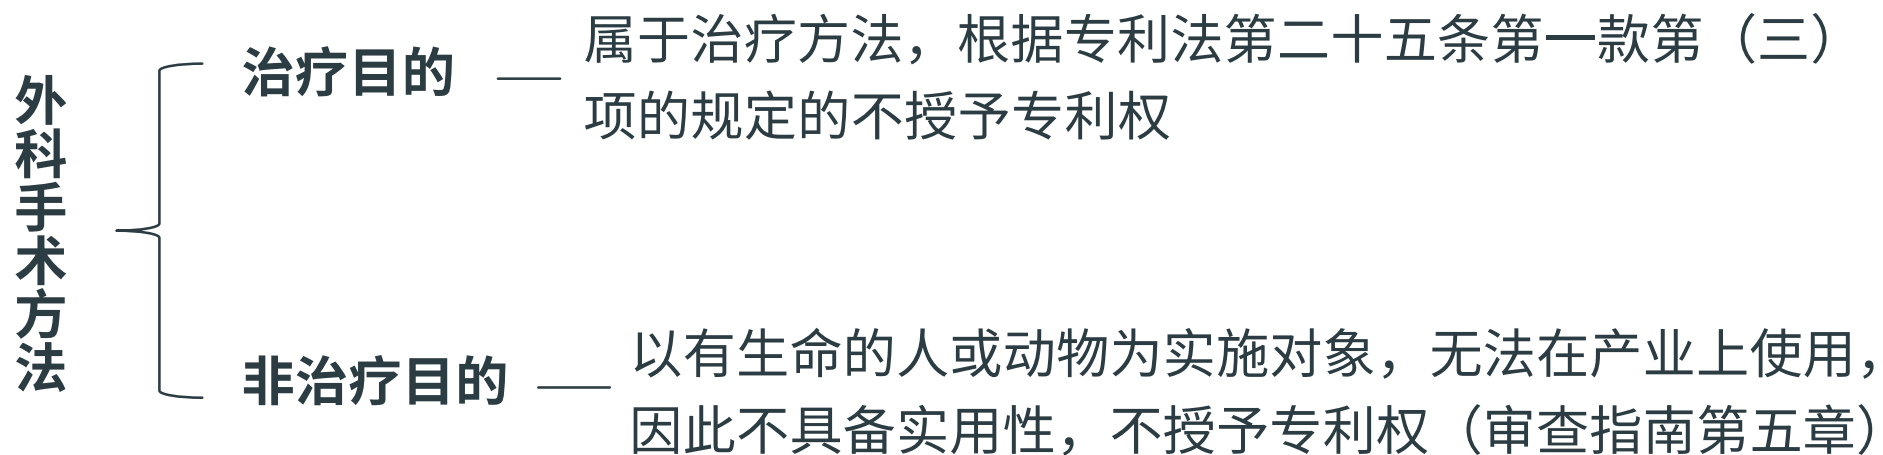 外科手术方法
治疗目的
属于治疗方法，根据专利法第二十五条第一款第（三）
项的规定的不授予专利权
非治疗目的
以有生命的人或动物为实施对象，无法在产业上使用，
因此不具备实用性，不授予专利权（审查指南第五章）